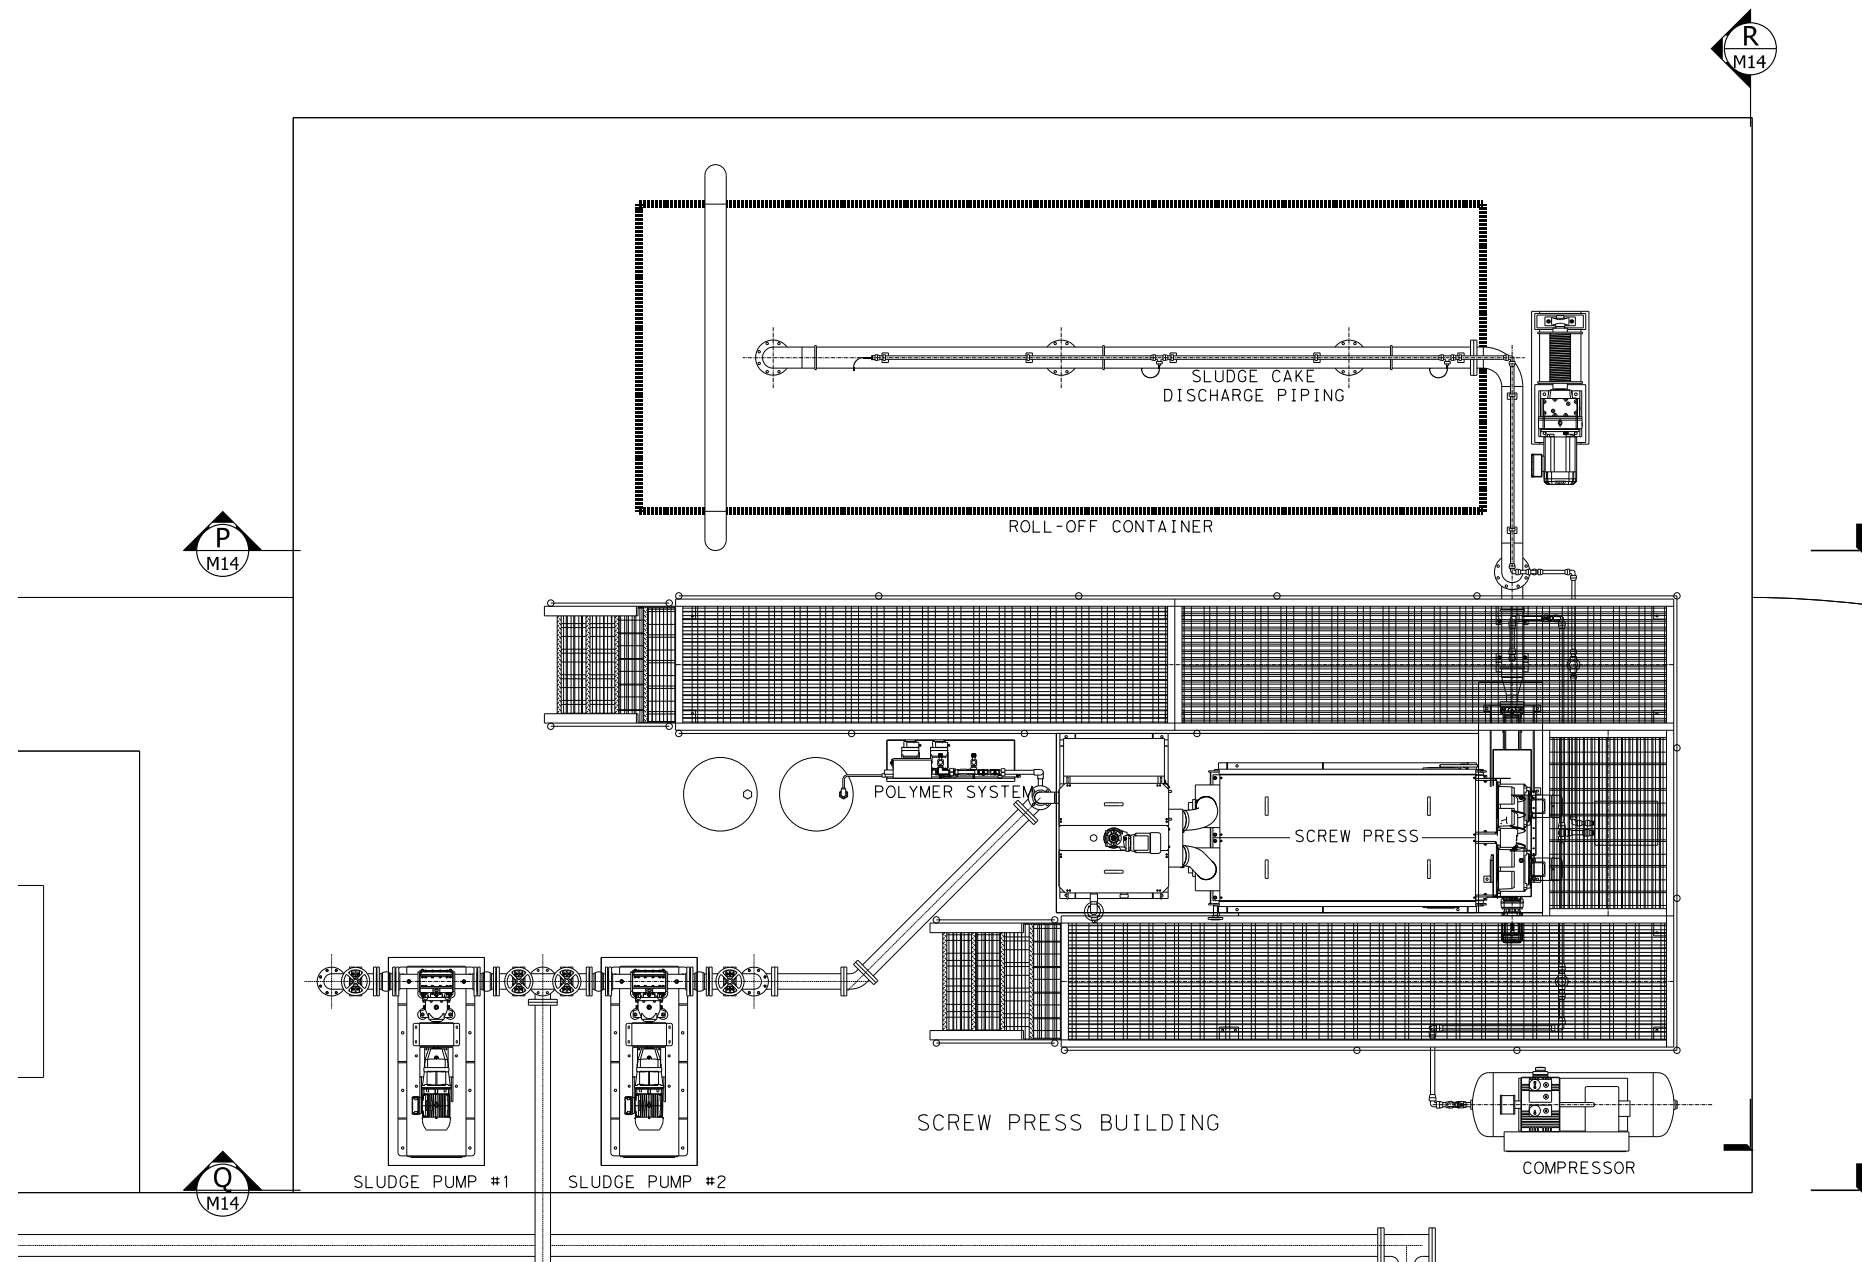 R
M14
SLUDGE CAKE
DISCHARGE PIPING
ROLL-OFF CONTAINER
P
M14
POLYMER SYSTEM
SCREW PRESS
SCREW PRESS BUILDING
COMPRESSOR
SLUDGE PUMP #1
SLUDGE PUMP #2
Q
M14